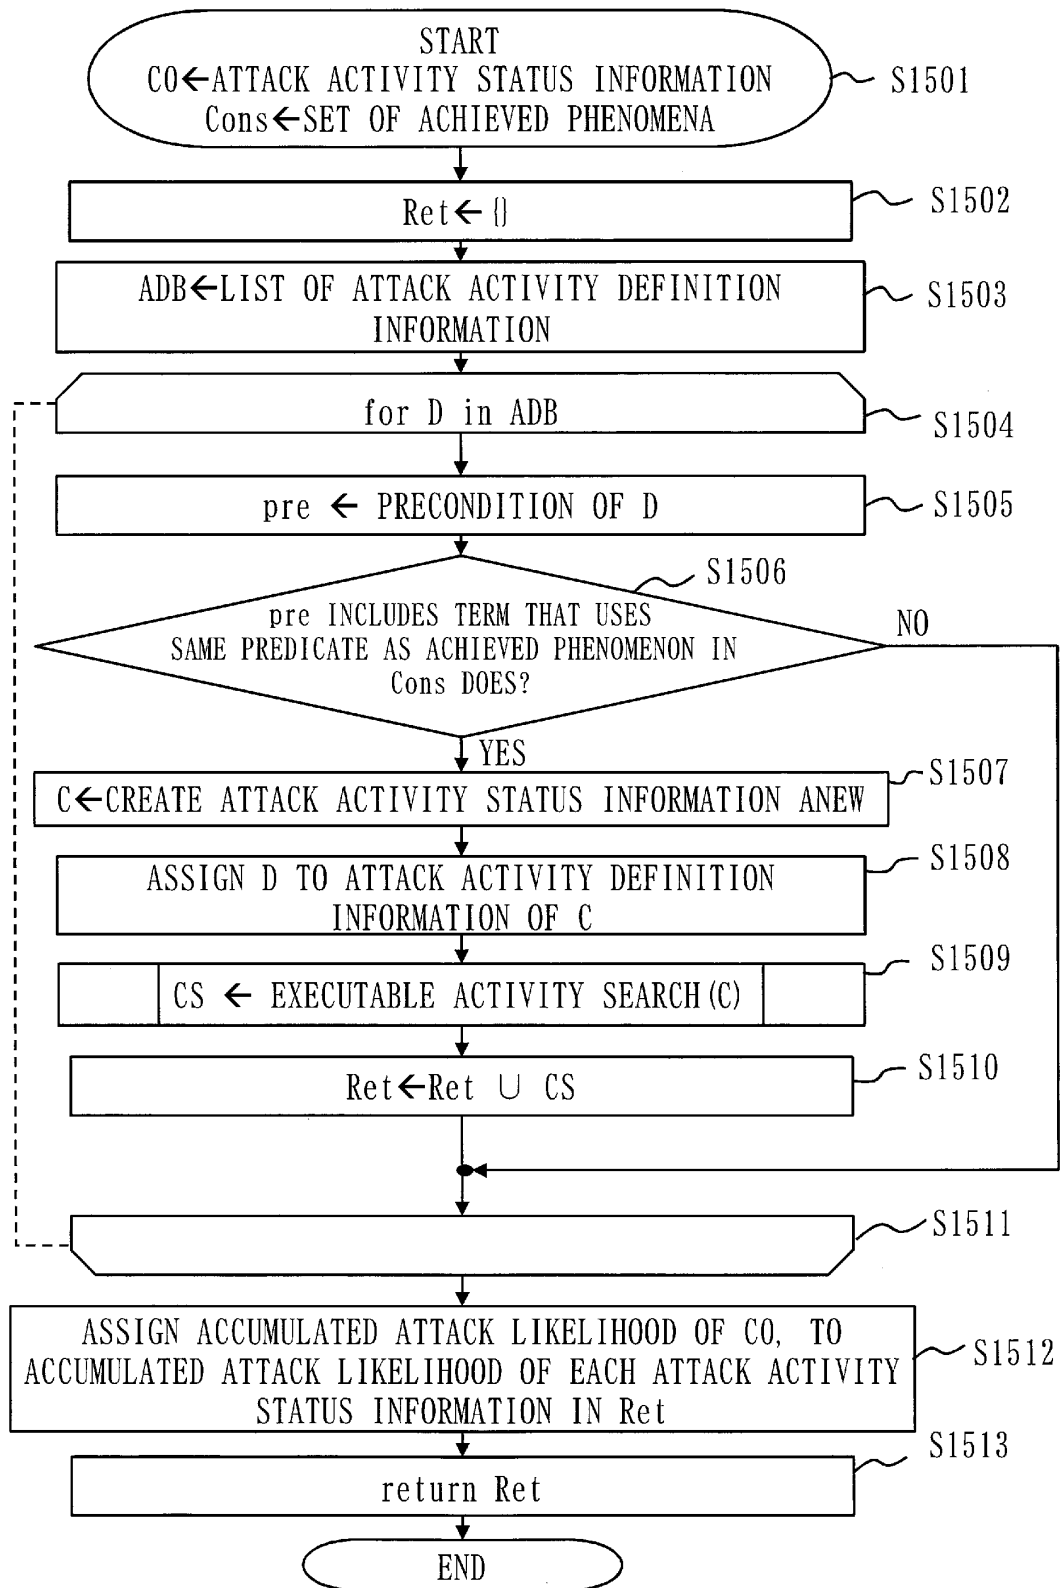 START
C0←ATTACK ACTIVITY STATUS INFORMATION
Cons←SET OF ACHIEVED PHENOMENA
S1501
Ret←{}
S1502
ADB←LIST OF ATTACK ACTIVITY DEFINITION
INFORMATION
S1503
for D in ADB
S1504
pre ← PRECONDITION OF D
S1505
S1506
pre INCLUDES TERM THAT USES
SAME PREDICATE AS ACHIEVED PHENOMENON IN
Cons DOES?
NO
YES
S1507
C←CREATE ATTACK ACTIVITY STATUS INFORMATION ANEW
S1508
ASSIGN D TO ATTACK ACTIVITY DEFINITION
INFORMATION OF C
S1509
CS ← EXECUTABLE ACTIVITY SEARCH(C)
S1510
Ret←Ret ∪ CS
S1511
ASSIGN ACCUMULATED ATTACK LIKELIHOOD OF C0, TO
ACCUMULATED ATTACK LIKELIHOOD OF EACH ATTACK ACTIVITY
STATUS INFORMATION IN Ret
S1512
S1513
return Ret
END